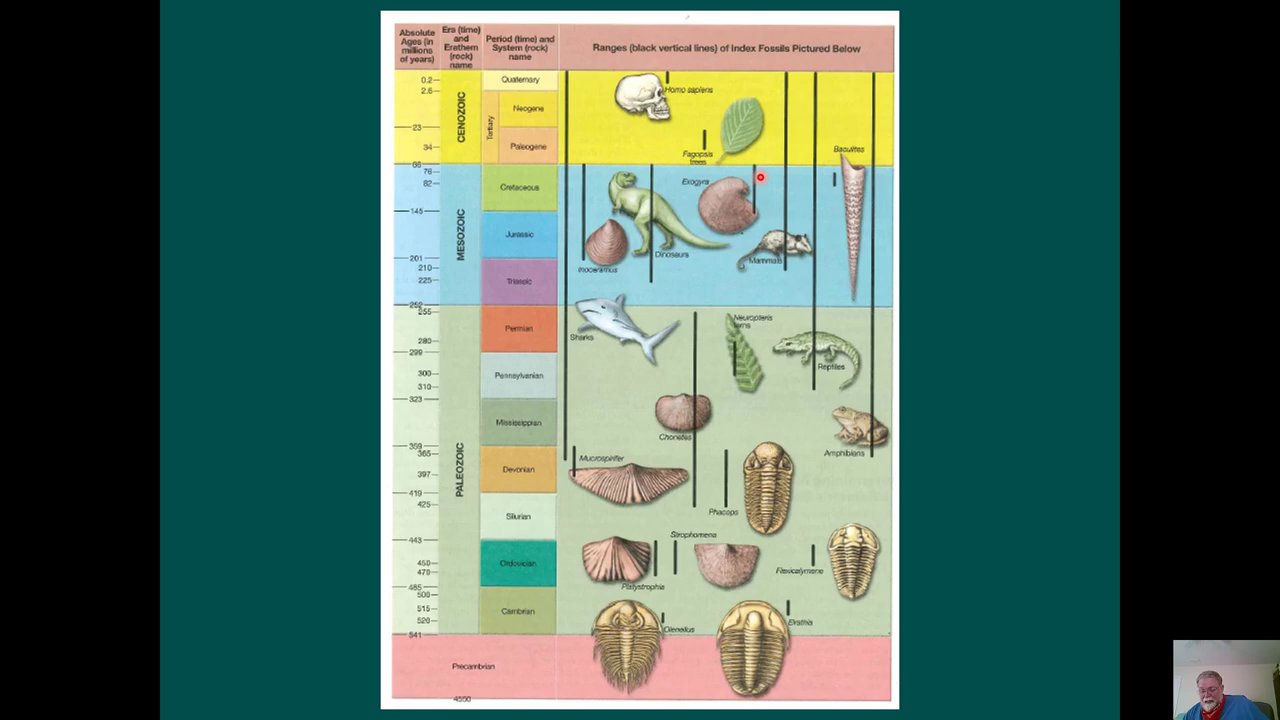 Absolute
Ages (in
millions
of years)
Era (time)
and
Erathem
(rock)
name
Period (time) and
System (rock)
name
Ranges (black vertical lines) of Index Fossils Pictured Below
0.2
2.6
23
34
66
76
82
145
201
210
225
252
255
280
299
300
310
323
359
365
397
419
425
443
450
470
485
500
515
520
541
4550
CENOZOIC
MESOZOIC
PALEOZOIC
Precambrian
Tertiary
Quaternary
Neogene
Paleogene
Cretaceous
Jurassic
Triassic
Permian
Pennsylvanian
Mississippian
Devonian
Silurian
Ordovician
Cambrian
Homo sapiens
Fagopsis
trees
Baculites
Exogyra
Inoceramus
Dinosaurs
Mammals
Sharks
Neuropteris
ferns
Reptiles
Chonetes
Amphibians
Mucrospirifer
Phacops
Strophomena
Platystrophia
Flexicalymene
Olenellus
Elrathia